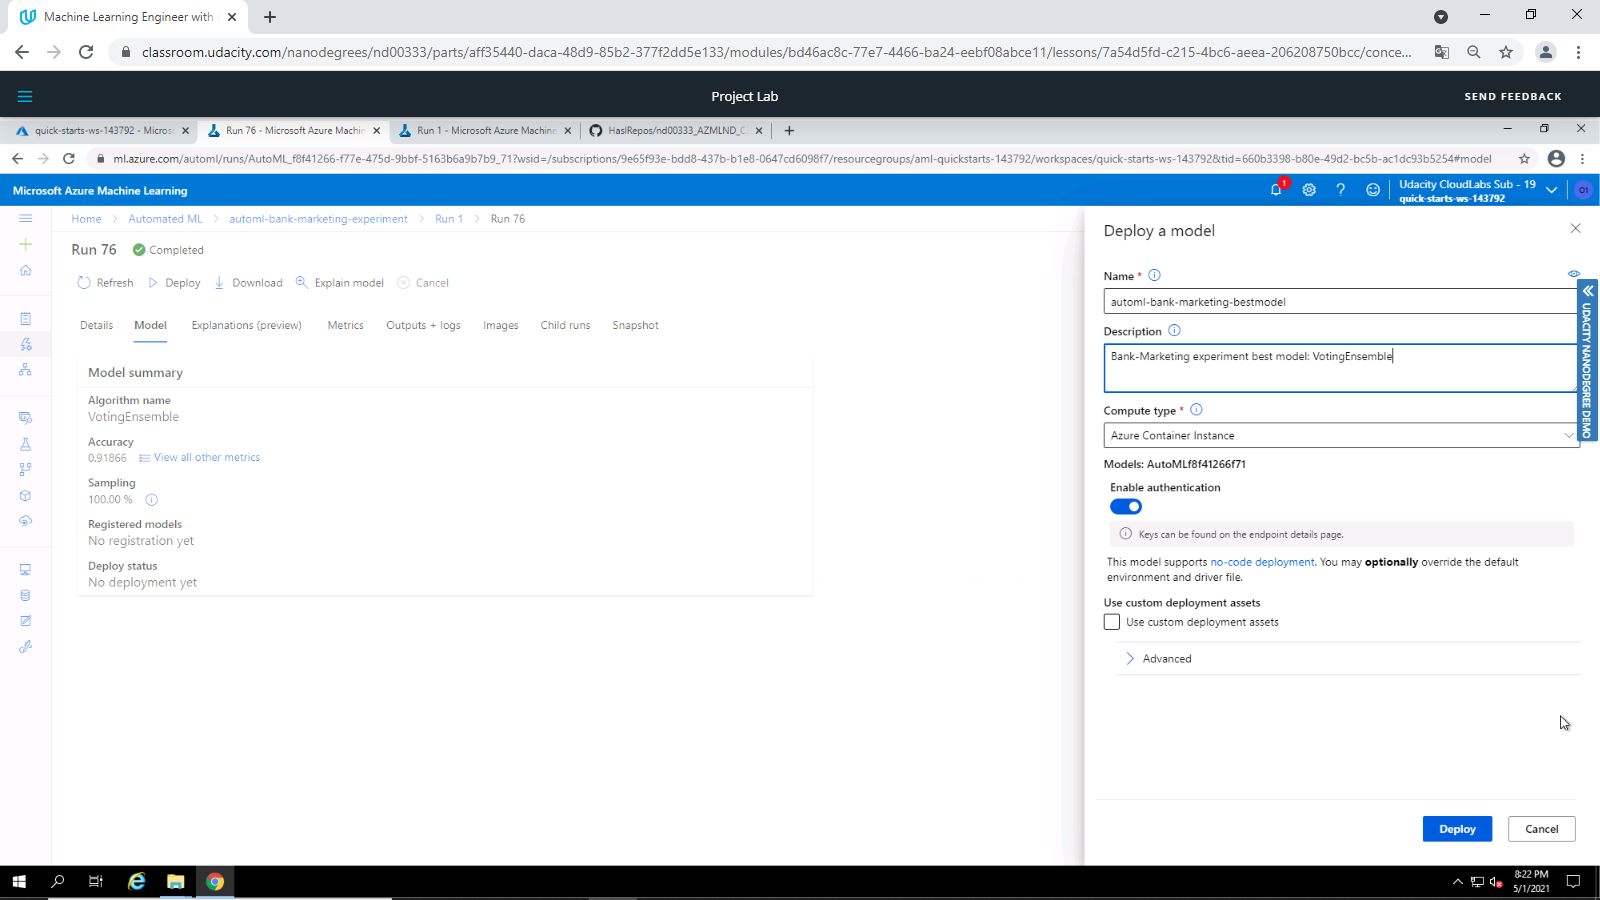 Machine Learning Engineer with
classroom.udacity.com/nanodegrees/nd00333/parts/aff35440-daca-48d9-85b2-377f2dd5e133/modules/bd46ac8c-77e7-4466-ba24-eebf08abce11/lessons/7a54d5fd-c215-4bc6-aeea-206208750bcc/conce...
Project Lab
SEND FEEDBACK
quick-starts-ws-143792 - Micros
Run 76 - Microsoft Azure Machin
Run 1 - Microsoft Azure Machine
HaslRepos/nd00333_AZMLND_C
ml.azure.com/automl/runs/AutoML_f8f41266-f77e-475d-9bbf-5163b6a9b7b9_71?wsid=/subscriptions/9e65f93e-bdd8-437b-b1e8-0647cd6098f7/resourcegroups/aml-quickstarts-143792/workspaces/quick-starts-ws-143792&tid=660b3398-b80e-49d2-bc5b-ac1dc93b5254#model
Microsoft Azure Machine Learning
1
Udacity CloudLabs Sub - 19
quick-starts-ws-143792
O1
Home > Automated ML > automl-bank-marketing-experiment > Run 1 > Run 76
Run 76 Completed
Refresh Deploy Download Explain model Cancel
Details Model Explanations (preview) Metrics Outputs + logs Images Child runs Snapshot
Model summary
Algorithm name
VotingEnsemble
Accuracy
0.91866 View all other metrics
Sampling
100.00 %
Registered models
No registration yet
Deploy status
No deployment yet
Deploy a model
Name *
automl-bank-marketing-bestmodel
Description
Bank-Marketing experiment best model: VotingEnsemble
Compute type *
Azure Container Instance
Models: AutoMLf8f41266f71
Enable authentication
Keys can be found on the endpoint details page.
This model supports no-code deployment. You may optionally override the default
environment and driver file.
Use custom deployment assets
Use custom deployment assets
Advanced
Deploy
Cancel
UDACITY NANODEGREE DEMO
8:22 PM
5/1/2021